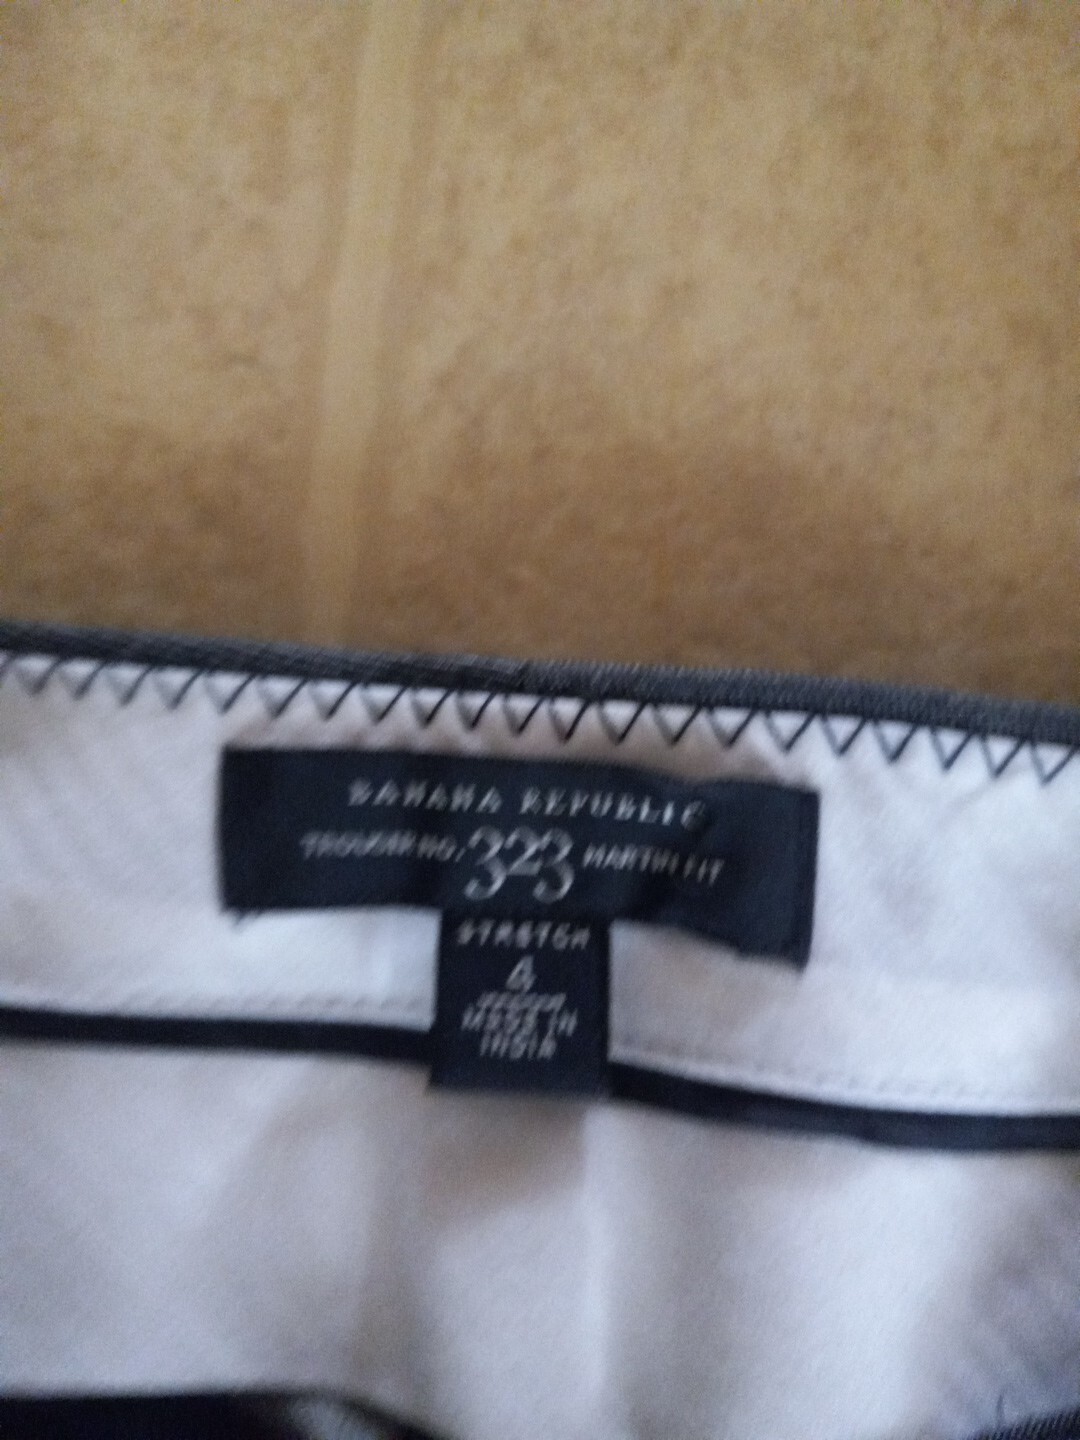 BANANA REPUBLIC
TROUSER NO. 323 MARTIN FIT
STRETCH
4
MADE IN
INDIA